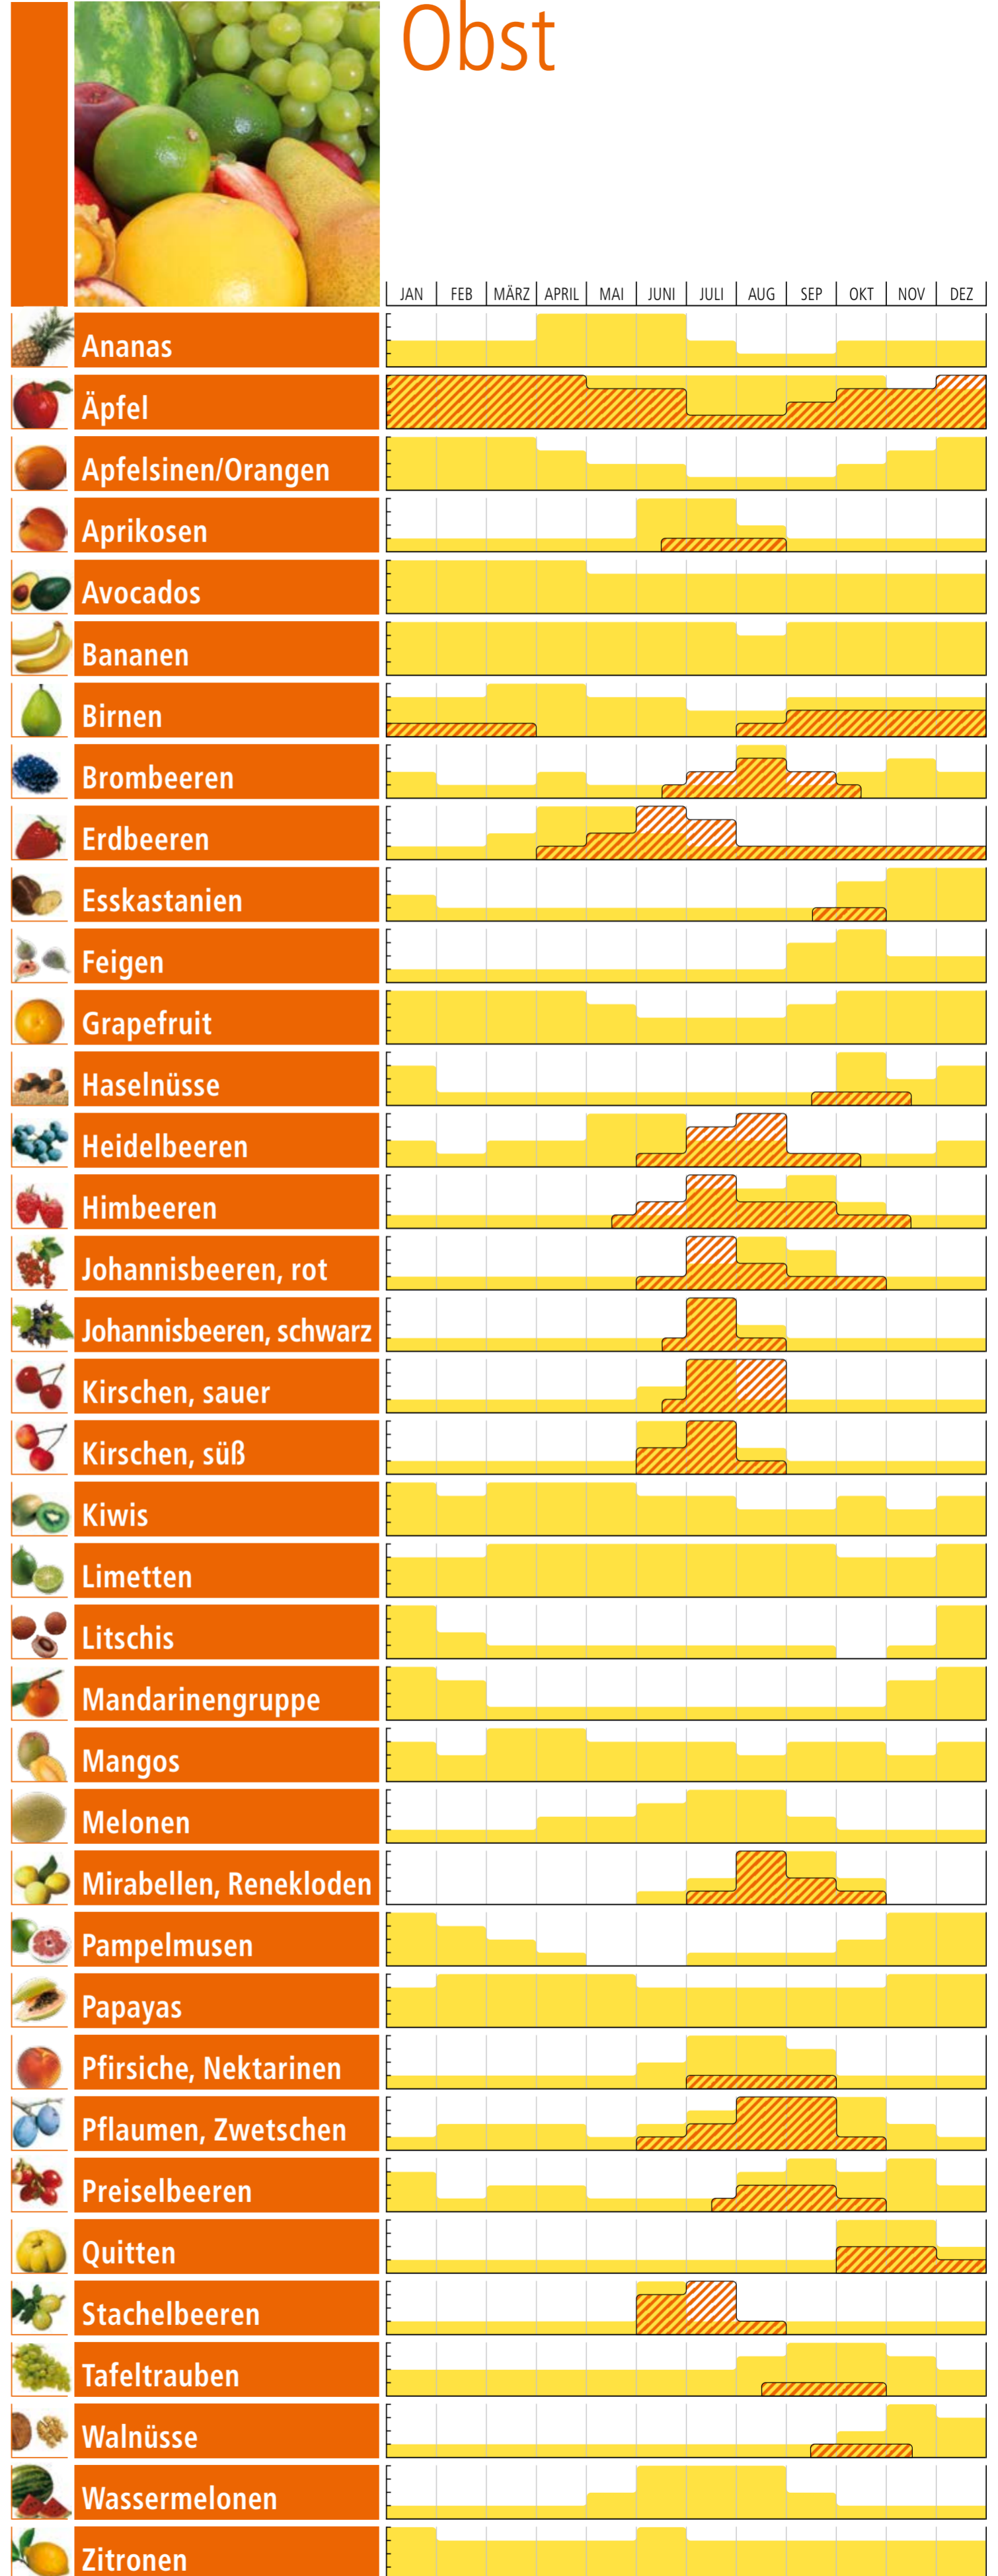 Obst
JAN FEB MÄRZ APRIL MAI JUNI JULI AUG SEP OKT NOV DEZ
Ananas
Äpfel
Apfelsinen/Orangen
Aprikosen
Avocados
Bananen
Birnen
Brombeeren
Erdbeeren
Esskastanien
Feigen
Grapefruit
Haselnüsse
Heidelbeeren
Himbeeren
Johannisbeeren, rot
Johannisbeeren, schwarz
Kirschen, sauer
Kirschen, süß
Kiwis
Limetten
Litschis
Mandarinengruppe
Mangos
Melonen
Mirabellen, Renekloden
Pampelmusen
Papayas
Pfirsiche, Nektarinen
Pflaumen, Zwetschen
Preiselbeeren
Quitten
Stachelbeeren
Tafeltrauben
Walnüsse
Wassermelonen
Zitronen